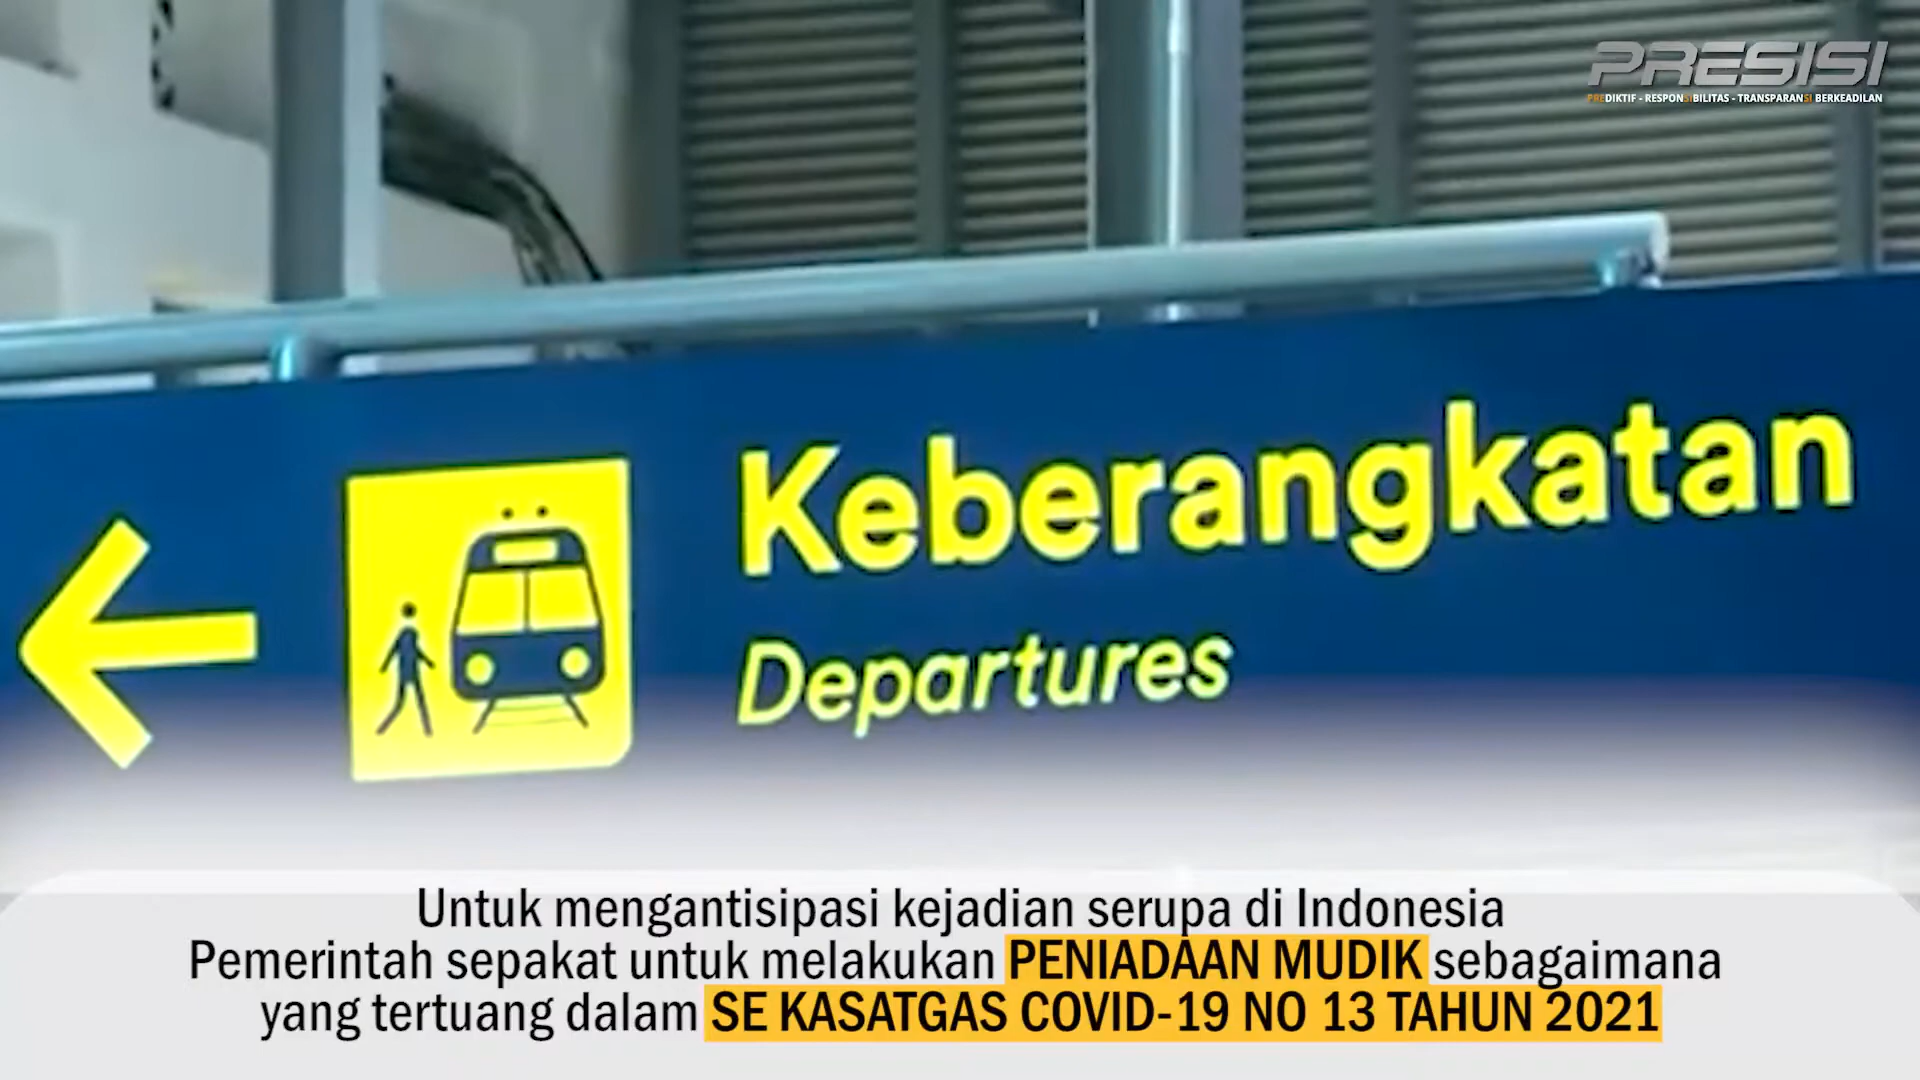 PRESISI
PREDIKTIF - RESPONSIBILITAS - TRANSPARANSI BERKEADILAN
Keberangkatan
Departures
Untuk mengantisipasi kejadian serupa di Indonesia
Pemerintah sepakat untuk melakukan PENIADAAN MUDIK sebagaimana
yang tertuang dalam SE KASATGAS COVID-19 NO 13 TAHUN 2021